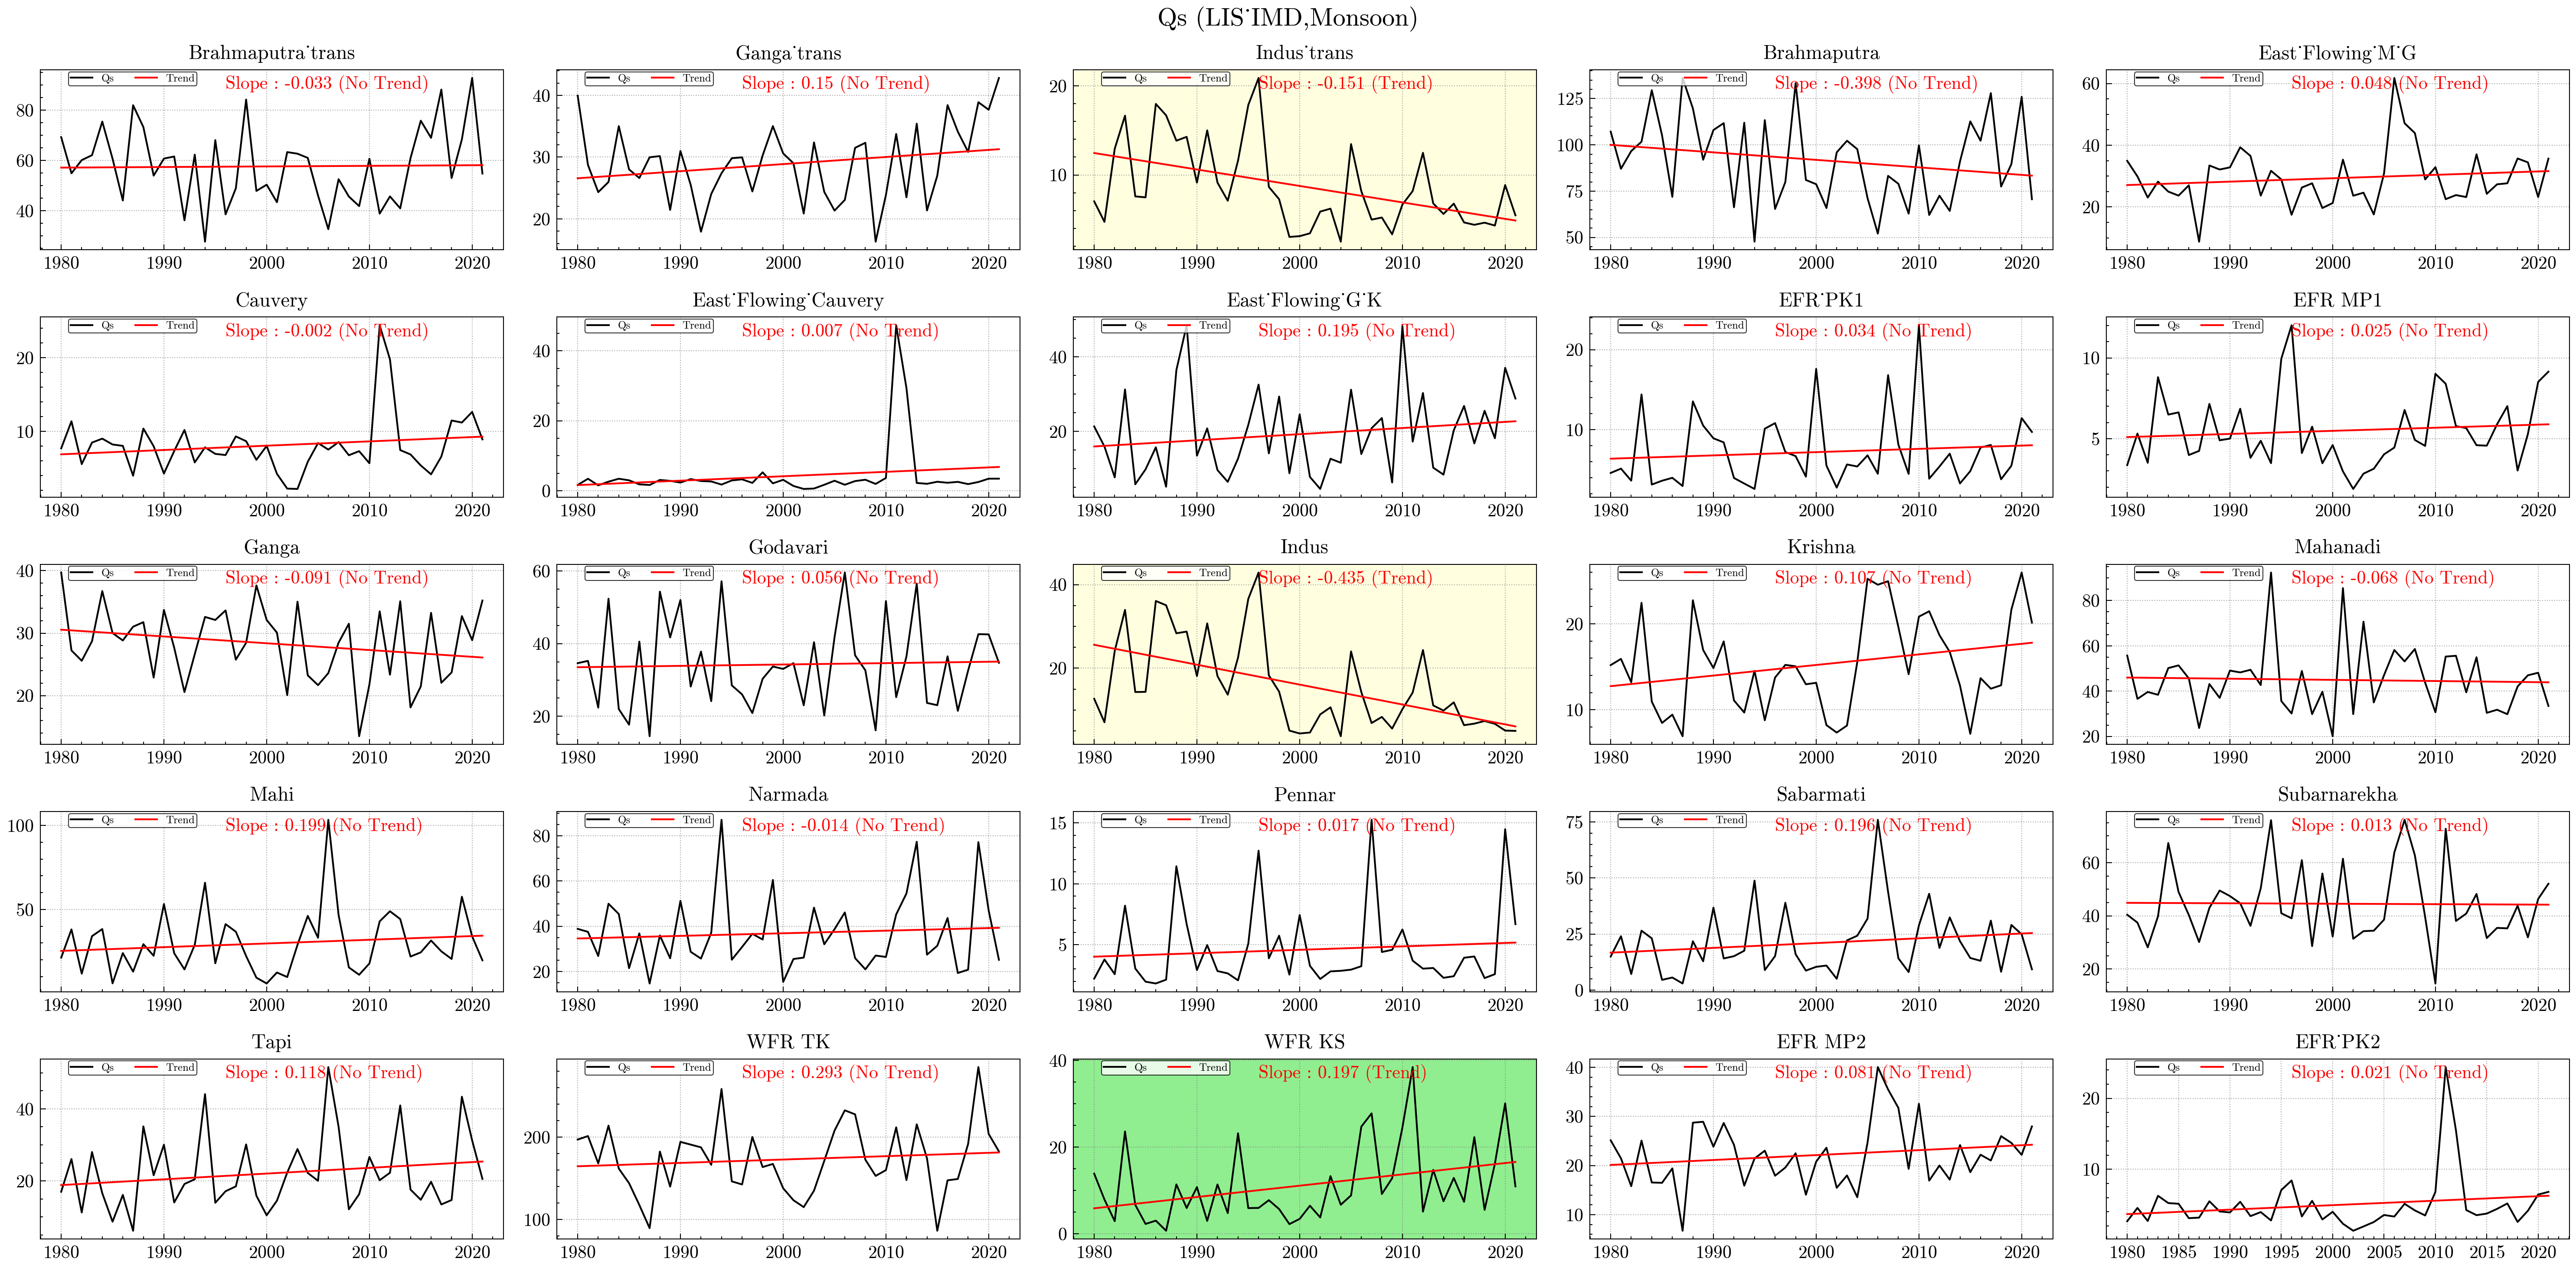 Qs (LIS˙IMD,Monsoon)
Brahmaputra˙trans
Qs Trend Slope : -0.033 (No Trend)
80
60
40
1980 1990 2000 2010 2020
Ganga˙trans
Qs Trend Slope : 0.15 (No Trend)
40
30
20
1980 1990 2000 2010 2020
Indus˙trans
Qs Trend Slope : -0.151 (Trend)
20
10
1980 1990 2000 2010 2020
Brahmaputra
Qs Trend Slope : -0.398 (No Trend)
125
100
75
50
1980 1990 2000 2010 2020
East˙Flowing˙M˙G
Qs Trend Slope : 0.048 (No Trend)
60
40
20
1980 1990 2000 2010 2020
Cauvery
Qs Trend Slope : -0.002 (No Trend)
20
10
1980 1990 2000 2010 2020
East˙Flowing˙Cauvery
Qs Trend Slope : 0.007 (No Trend)
40
20
0
1980 1990 2000 2010 2020
East˙Flowing˙G˙K
Qs Trend Slope : 0.195 (No Trend)
40
20
1980 1990 2000 2010 2020
EFR˙PK1
Qs Trend Slope : 0.034 (No Trend)
20
10
1980 1990 2000 2010 2020
EFR MP1
Qs Trend Slope : 0.025 (No Trend)
10
5
1980 1990 2000 2010 2020
Ganga
Qs Trend Slope : -0.091 (No Trend)
40
30
20
1980 1990 2000 2010 2020
Godavari
Qs Trend Slope : 0.056 (No Trend)
60
40
20
1980 1990 2000 2010 2020
Indus
Qs Trend Slope : -0.435 (Trend)
40
20
1980 1990 2000 2010 2020
Krishna
Qs Trend Slope : 0.107 (No Trend)
20
10
1980 1990 2000 2010 2020
Mahanadi
Qs Trend Slope : -0.068 (No Trend)
80
60
40
20
1980 1990 2000 2010 2020
Mahi
Qs Trend Slope : 0.199 (No Trend)
100
50
1980 1990 2000 2010 2020
Narmada
Qs Trend Slope : -0.014 (No Trend)
80
60
40
20
1980 1990 2000 2010 2020
Pennar
Qs Trend Slope : 0.017 (No Trend)
15
10
5
1980 1990 2000 2010 2020
Sabarmati
Qs Trend Slope : 0.196 (No Trend)
75
50
25
0
1980 1990 2000 2010 2020
Subarnarekha
Qs Trend Slope : 0.013 (No Trend)
60
40
20
1980 1990 2000 2010 2020
Tapi
Qs Trend Slope : 0.118 (No Trend)
40
20
1980 1990 2000 2010 2020
WFR TK
Qs Trend Slope : 0.293 (No Trend)
200
100
1980 1990 2000 2010 2020
WFR KS
Qs Trend Slope : 0.197 (Trend)
40
20
0
1980 1990 2000 2010 2020
EFR MP2
Qs Trend Slope : 0.081 (No Trend)
40
30
20
10
1980 1990 2000 2010 2020
EFR˙PK2
Qs Trend Slope : 0.021 (No Trend)
20
10
1980 1985 1990 1995 2000 2005 2010 2015 2020